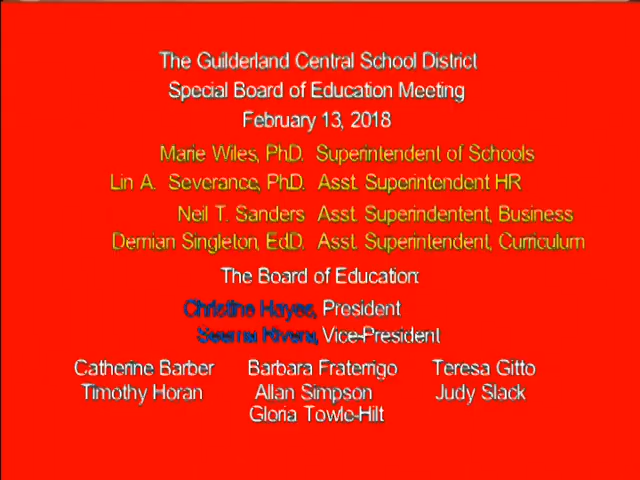 The Guilderland Central School District
Special Board of Education Meeting
February 13, 2018
Marie Wiles, PhD. Superintendent of Schools
Lin A. Severance, PhD. Asst. Superintendent HR
Neil T. Sanders Asst. Superindentent, Business
Demian Singleton, EdD. Asst. Superintendent, Curriculum
The Board of Education:
Christine Hayes, President
Seema Rivera, Vice-President
Catherine Barber Barbara Fraterrigo Teresa Gitto
Timothy Horan Allan Simpson Judy Slack
Gloria Towle-Hilt